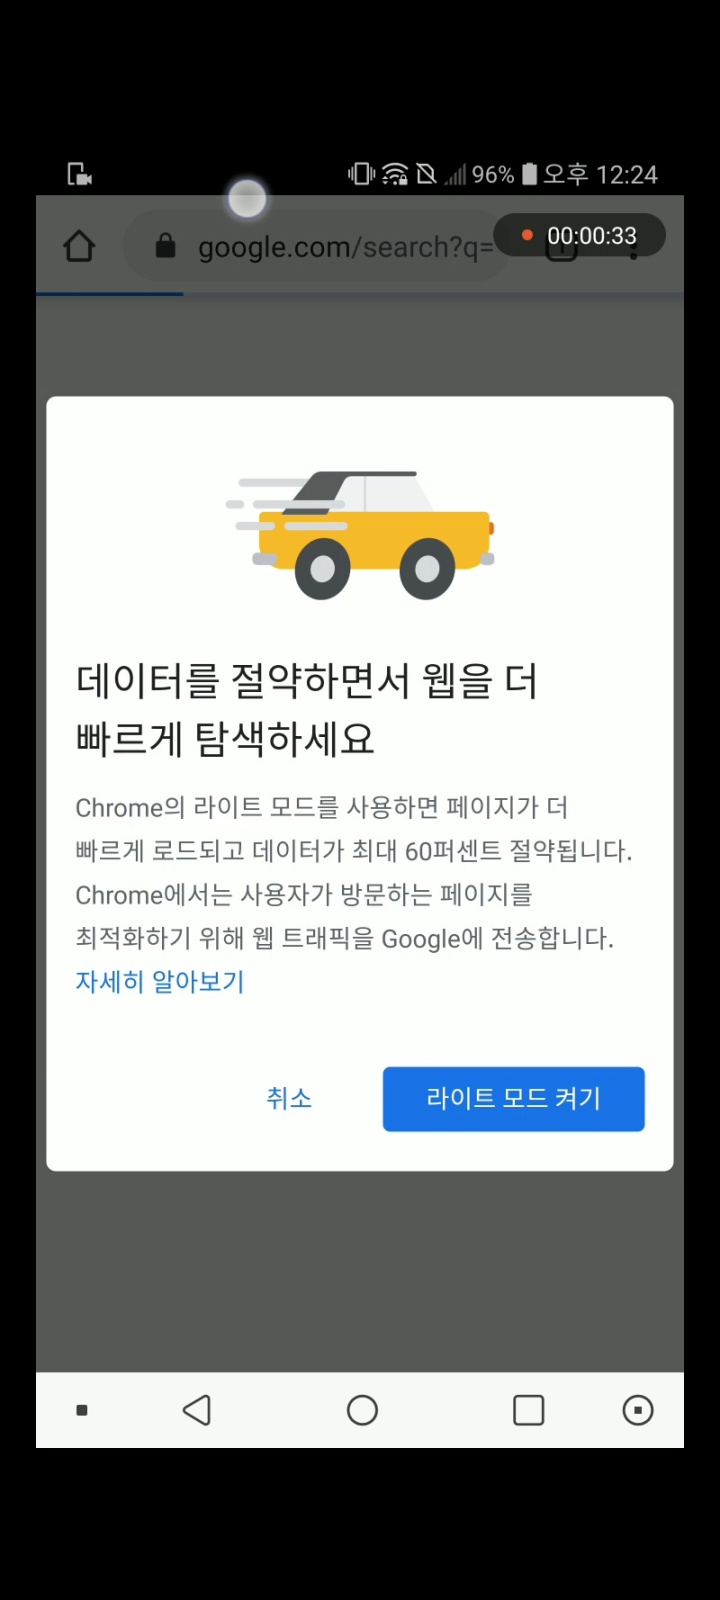 96% 오후 12:24
google.com/search?q=
00:00:33
데이터를 절약하면서 웹을 더
빠르게 탐색하세요
Chrome의 라이트 모드를 사용하면 페이지가 더
빠르게 로드되고 데이터가 최대 60퍼센트 절약됩니다.
Chrome에서는 사용자가 방문하는 페이지를
최적화하기 위해 웹 트래픽을 Google에 전송합니다.
자세히 알아보기
취소 라이트 모드 켜기